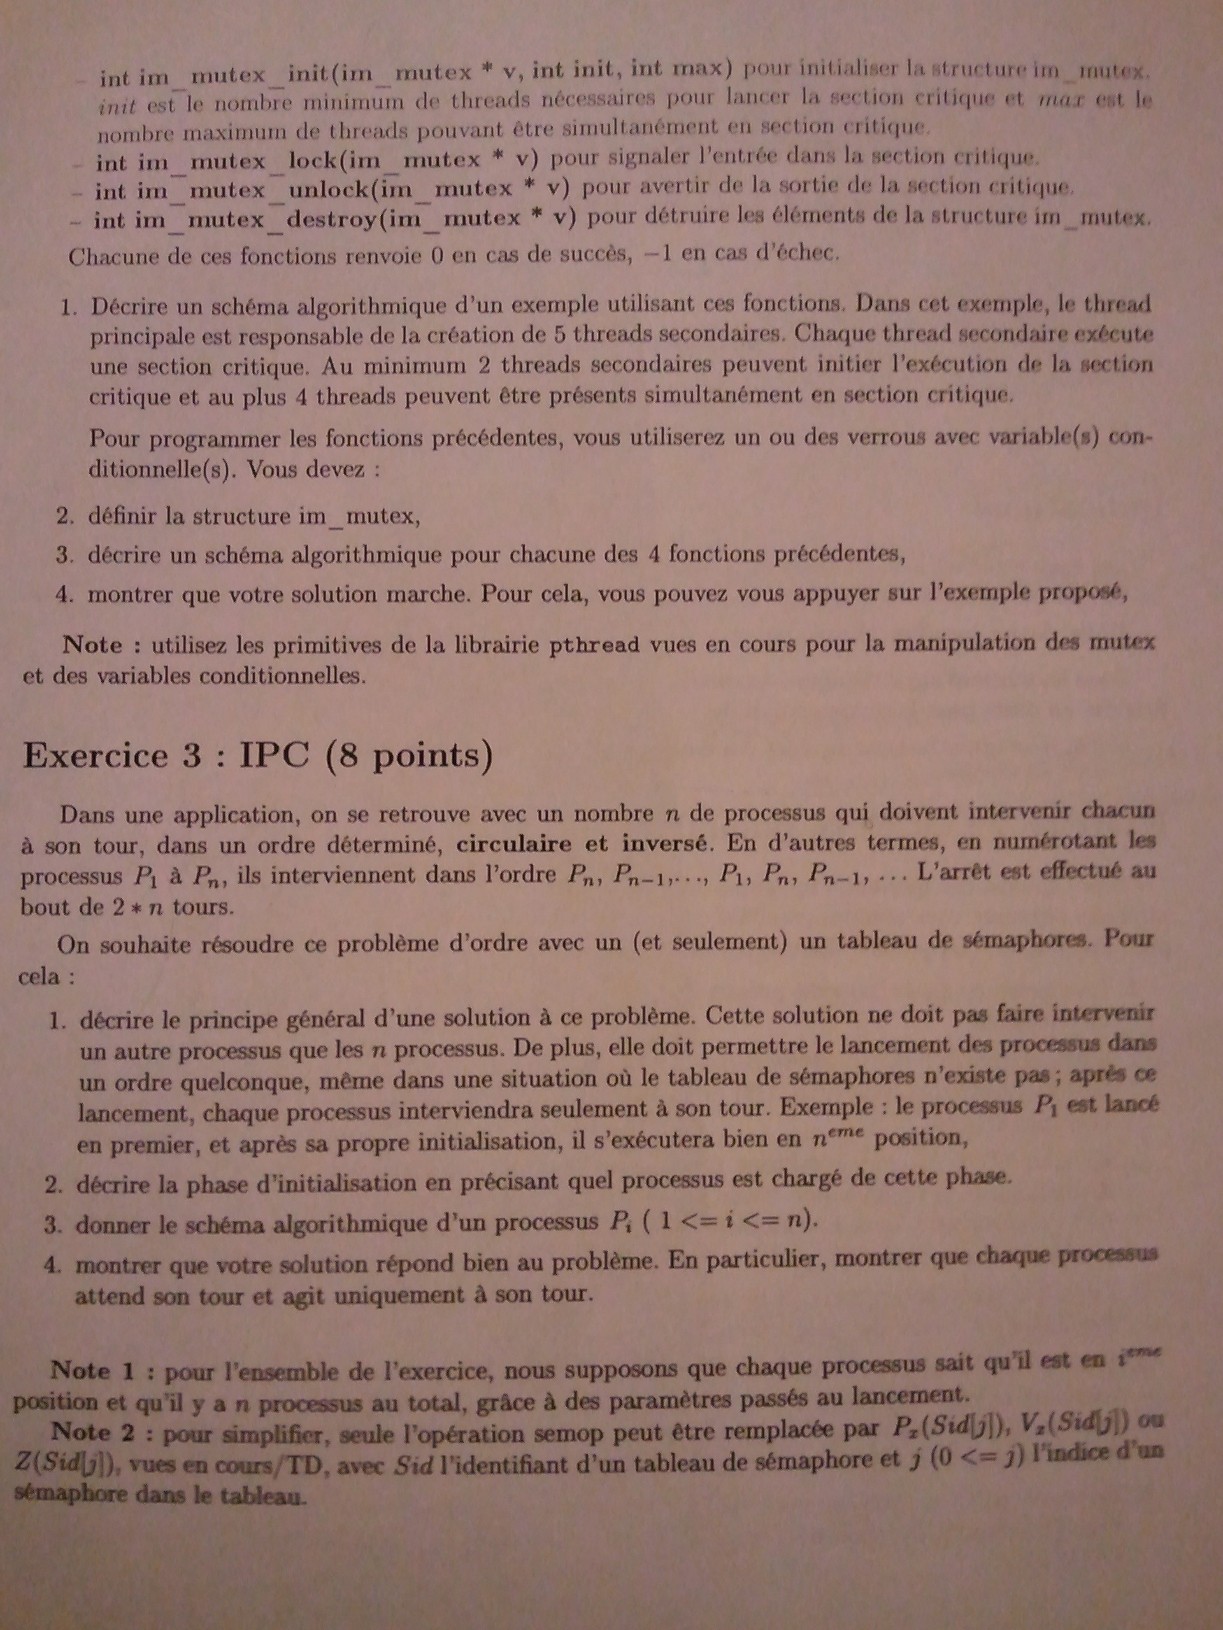 – int im_mutex_init(im_mutex * v, int init, int max) pour initialiser la structure im_mutex.
init est le nombre minimum de threads nécessaires pour lancer la section critique et max est le
nombre maximum de threads pouvant être simultanément en section critique.
– int im_mutex_lock(im_mutex * v) pour signaler l'entrée dans la section critique.
– int im_mutex_unlock(im_mutex * v) pour avertir de la sortie de la section critique.
– int im_mutex_destroy(im_mutex * v) pour détruire les éléments de la structure im_mutex.
Chacune de ces fonctions renvoie 0 en cas de succès, −1 en cas d'échec.
1. Décrire un schéma algorithmique d'un exemple utilisant ces fonctions. Dans cet exemple, le thread
principale est responsable de la création de 5 threads secondaires. Chaque thread secondaire exécute
une section critique. Au minimum 2 threads secondaires peuvent initier l'exécution de la section
critique et au plus 4 threads peuvent être présents simultanément en section critique.
Pour programmer les fonctions précédentes, vous utiliserez un ou des verrous avec variable(s) con-
ditionnelle(s). Vous devez :
2. définir la structure im_mutex,
3. décrire un schéma algorithmique pour chacune des 4 fonctions précédentes,
4. montrer que votre solution marche. Pour cela, vous pouvez vous appuyer sur l'exemple proposé,
Note : utilisez les primitives de la librairie pthread vues en cours pour la manipulation des mutex
et des variables conditionnelles.
Exercice 3 : IPC (8 points)
Dans une application, on se retrouve avec un nombre n de processus qui doivent intervenir chacun
à son tour, dans un ordre déterminé, circulaire et inversé. En d'autres termes, en numérotant les
processus P₁ à Pₙ, ils interviennent dans l'ordre Pₙ, Pₙ₋₁,..., P₁, Pₙ, Pₙ₋₁, ... L'arrêt est effectué au
bout de 2 * n tours.
On souhaite résoudre ce problème d'ordre avec un (et seulement) un tableau de sémaphores. Pour
cela :
1. décrire le principe général d'une solution à ce problème. Cette solution ne doit pas faire intervenir
un autre processus que les n processus. De plus, elle doit permettre le lancement des processus dans
un ordre quelconque, même dans une situation où le tableau de sémaphores n'existe pas ; après ce
lancement, chaque processus interviendra seulement à son tour. Exemple : le processus P₁ est lancé
en premier, et après sa propre initialisation, il s'exécutera bien en nᵉᵐᵉ position,
2. décrire la phase d'initialisation en précisant quel processus est chargé de cette phase.
3. donner le schéma algorithmique d'un processus Pᵢ ( 1 <= i <= n).
4. montrer que votre solution répond bien au problème. En particulier, montrer que chaque processus
attend son tour et agit uniquement à son tour.
Note 1 : pour l'ensemble de l'exercice, nous supposons que chaque processus sait qu'il est en iᵉᵐᵉ
position et qu'il y a n processus au total, grâce à des paramètres passés au lancement.
Note 2 : pour simplifier, seule l'opération semop peut être remplacée par Pₓ(Sid[j]), Vₓ(Sid[j]) ou
Z(Sid[j]), vues en cours/TD, avec Sid l'identifiant d'un tableau de sémaphore et j (0 <= j) l'indice d'un
sémaphore dans le tableau.